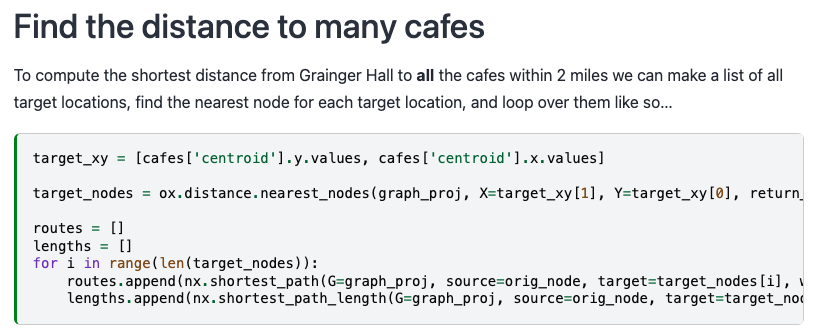 Find the distance to many cafes
To compute the shortest distance from Grainger Hall to all the cafes within 2 miles we can make a list of all
target locations, find the nearest node for each target location, and loop over them like so...
target_xy = [cafes['centroid'].y.values, cafes['centroid'].x.values]
target_nodes = ox.distance.nearest_nodes(graph_proj, X=target_xy[1], Y=target_xy[0], return_
routes = []
lengths = []
for i in range(len(target_nodes)):
    routes.append(nx.shortest_path(G=graph_proj, source=orig_node, target=target_nodes[i],
    lengths.append(nx.shortest_path_length(G=graph_proj, source=orig_node, target=target_no